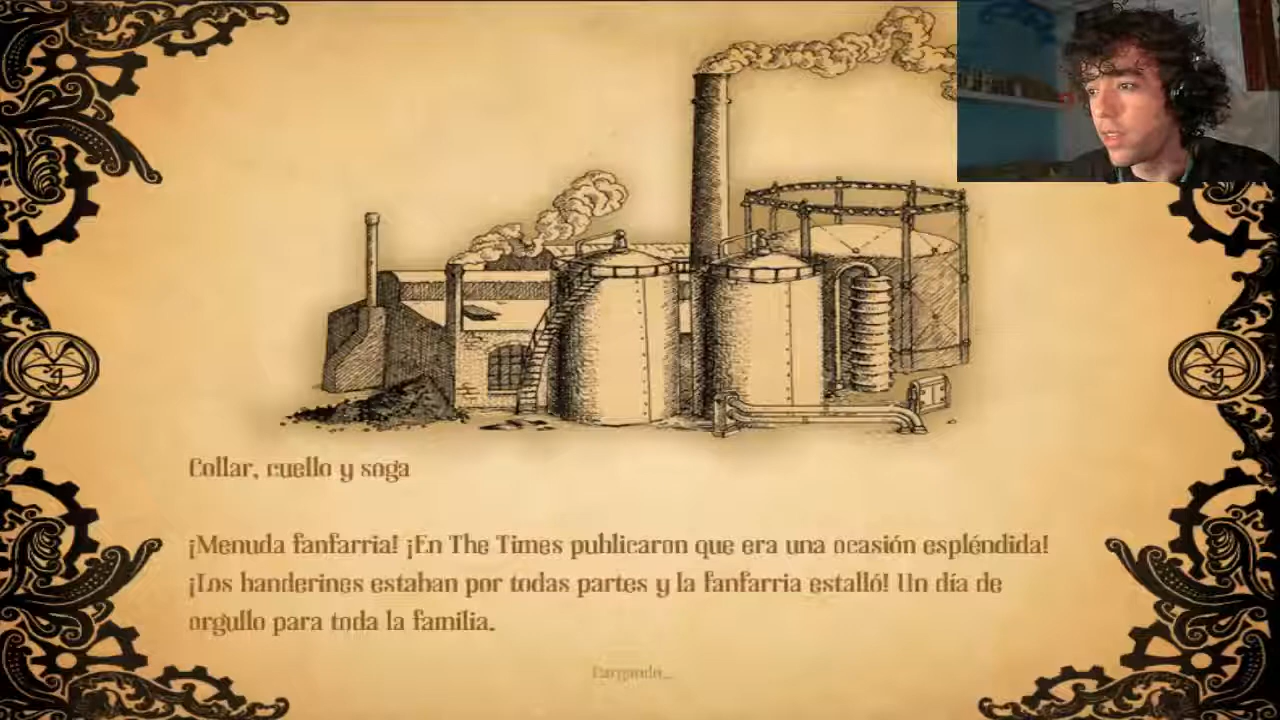 Collar, cuello y soga
¡Menuda fanfarria! ¡En The Times publicaron que era una ocasión espléndida!
¡Los banderines estaban por todas partes y la fanfarria estalló! Un día de
orgullo para toda la familia.
Cargando...